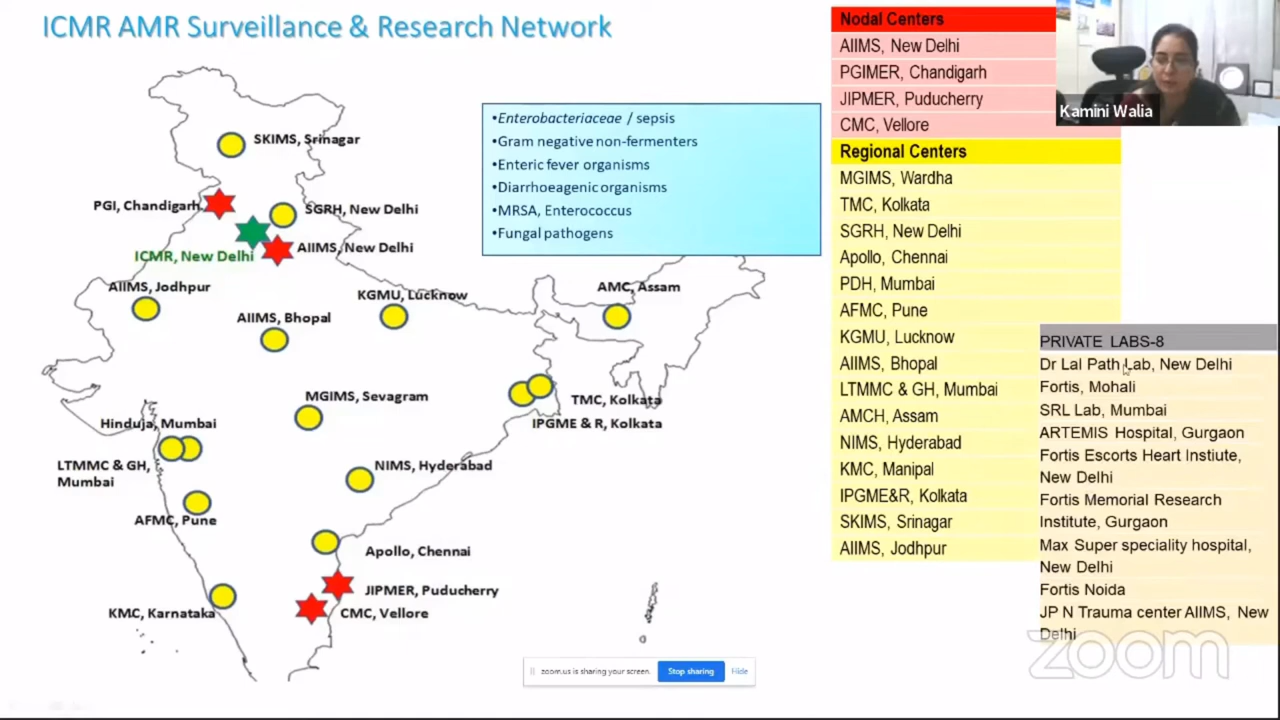 ICMR AMR Surveillance & Research Network
SKIMS, Srinagar
PGI, Chandigarh
SGRH, New Delhi
ICMR, New Delhi
AIIMS, New Delhi
AIIMS, Jodhpur
KGMU, Lucknow
AMC, Assam
AIIMS, Bhopal
MGIMS, Sevagram
TMC, Kolkata
IPGME & R, Kolkata
Hinduja, Mumbai
LTMMC & GH,
Mumbai
NIMS, Hyderabad
AFMC, Pune
Apollo, Chennai
JIPMER, Puducherry
KMC, Karnataka
CMC, Vellore
•Enterobacteriaceae / sepsis
•Gram negative non-fermenters
•Enteric fever organisms
•Diarrhoeagenic organisms
•MRSA, Enterococcus
•Fungal pathogens
Nodal Centers
AIIMS, New Delhi
PGIMER, Chandigarh
JIPMER, Puducherry
CMC, Vellore
Regional Centers
MGIMS, Wardha
TMC, Kolkata
SGRH, New Delhi
Apollo, Chennai
PDH, Mumbai
AFMC, Pune
KGMU, Lucknow
AIIMS, Bhopal
LTMMC & GH, Mumbai
AMCH, Assam
NIMS, Hyderabad
KMC, Manipal
IPGME&R, Kolkata
SKIMS, Srinagar
AIIMS, Jodhpur
Kamini Walia
PRIVATE LABS-8
Dr Lal Path Lab, New Delhi
Fortis, Mohali
SRL Lab, Mumbai
ARTEMIS Hospital, Gurgaon
Fortis Escorts Heart Instiute,
New Delhi
Fortis Memorial Research
Institute, Gurgaon
Max Super speciality hospital,
New Delhi
Fortis Noida
JP N Trauma center AIIMS, New
Delhi
zoom
zoom.us is sharing your screen.
Stop sharing
Hide